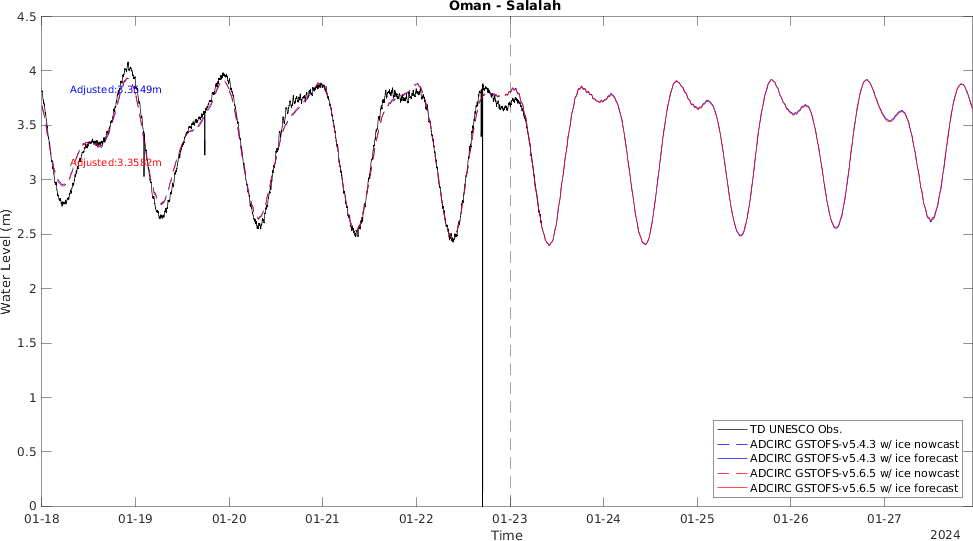 Oman - Salalah
4.5
4
3.5
3
2.5
2
1.5
1
0.5
0
Water Level (m)
Adjusted:3.3549m
Adjusted:3.3582m
TD UNESCO Obs.
ADCIRC GSTOFS-v5.4.3 w/ ice nowcast
ADCIRC GSTOFS-v5.4.3 w/ ice forecast
ADCIRC GSTOFS-v5.6.5 w/ ice nowcast
ADCIRC GSTOFS-v5.6.5 w/ ice forecast
01-18 01-19 01-20 01-21 01-22 01-23 01-24 01-25 01-26 01-27
Time
2024